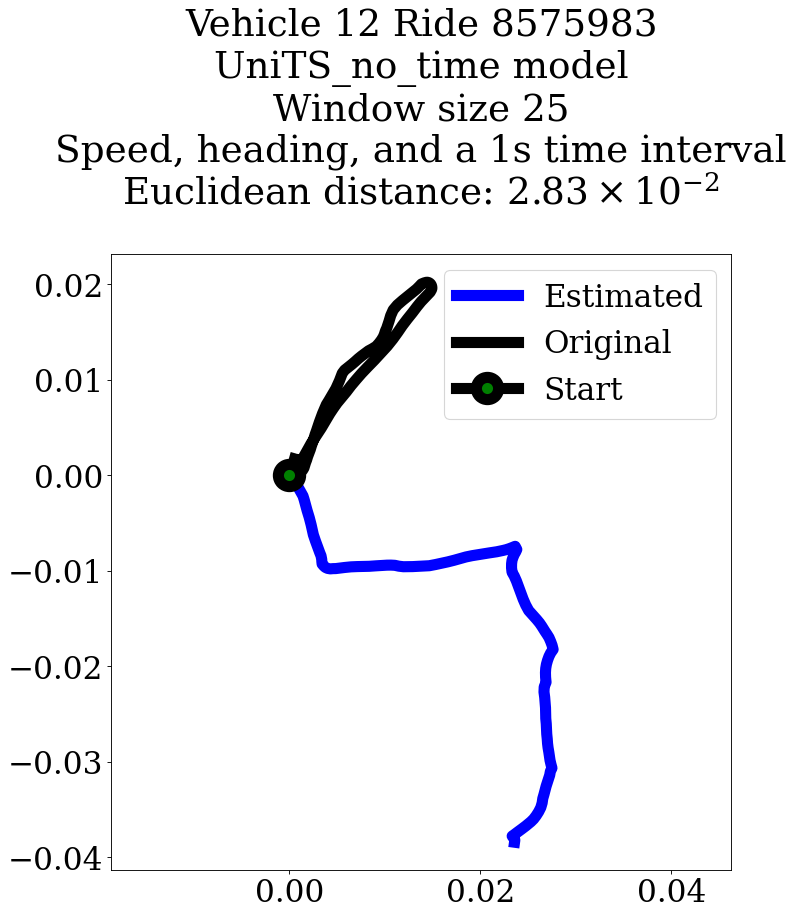 Vehicle 12 Ride 8575983
UniTS_no_time model
Window size 25
Speed, heading, and a 1s time interval
Euclidean distance: 2.83 × 10⁻²
Estimated
Original
Start
0.02
0.01
0.00
−0.01
−0.02
−0.03
−0.04
0.00 0.02 0.04